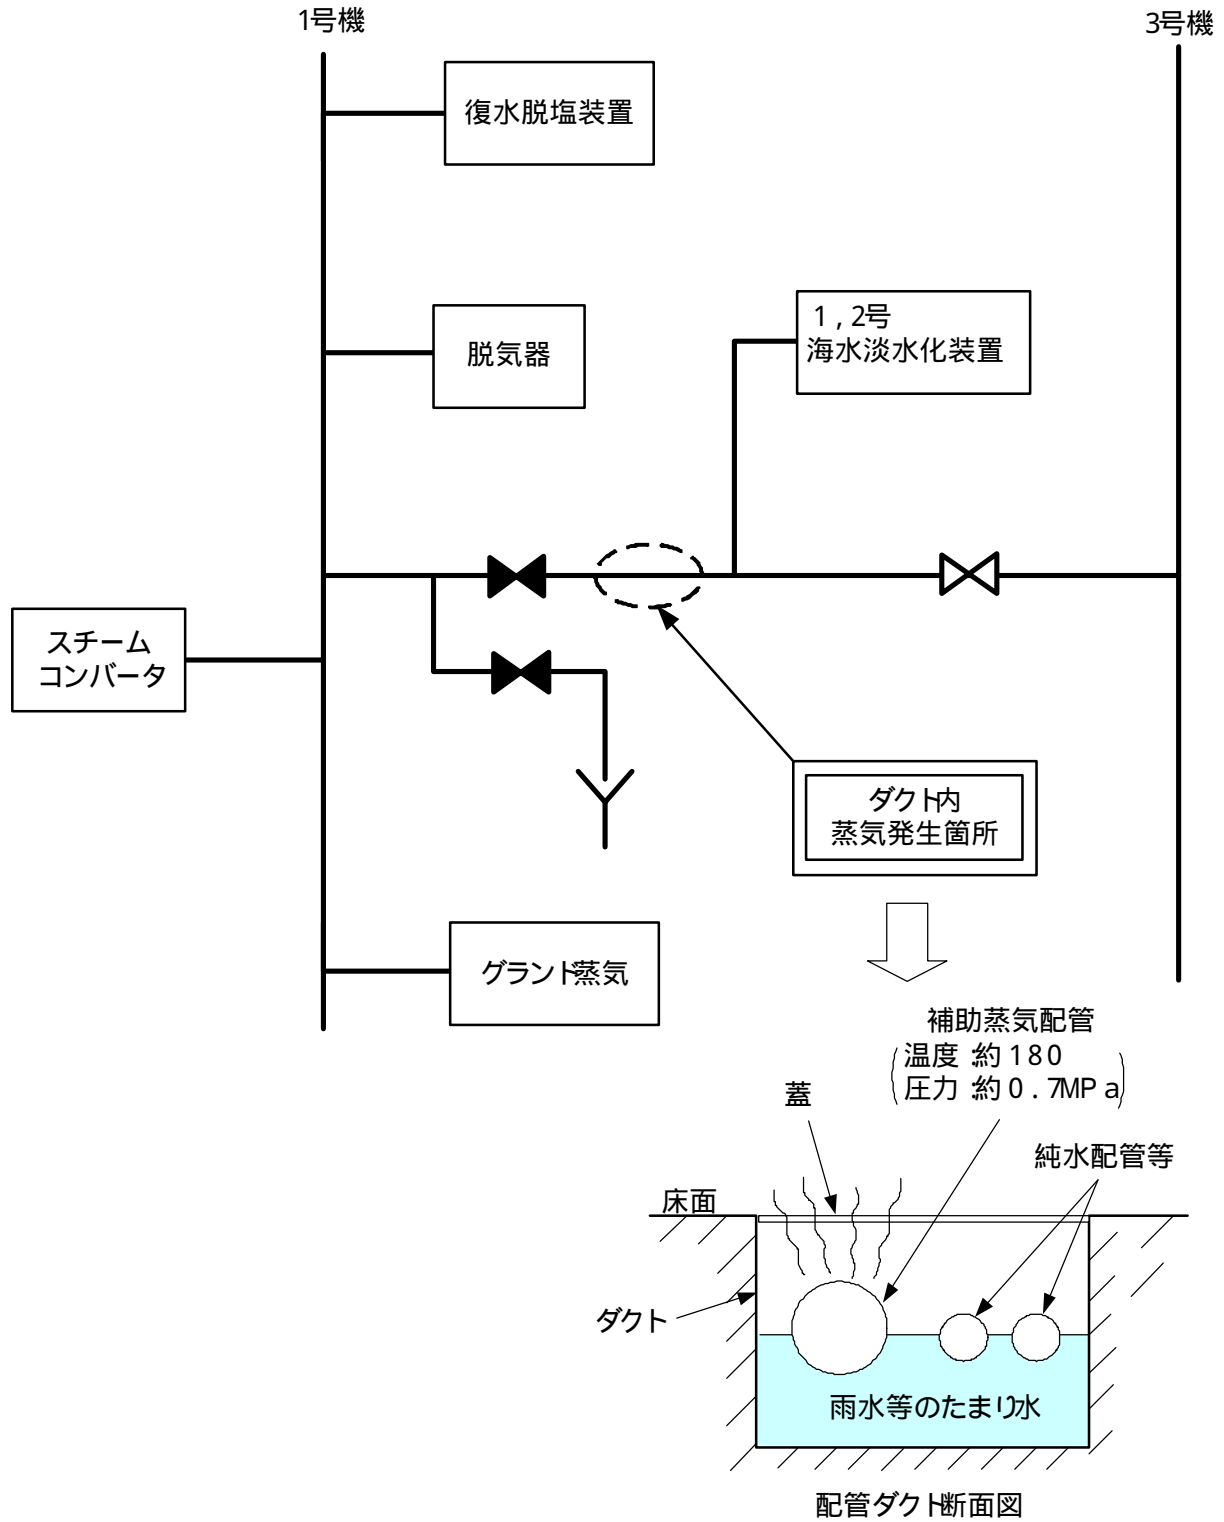 1号機
3号機
復水脱塩装置
脱気器
1,2号
海水淡水化装置
スチーム
コンバータ
ダクト内
蒸気発生箇所
グランド蒸気
補助蒸気配管
温度:約180
圧力:約0.7MPa
蓋
純水配管等
床面
ダクト
雨水等のたまり水
配管ダクト断面図